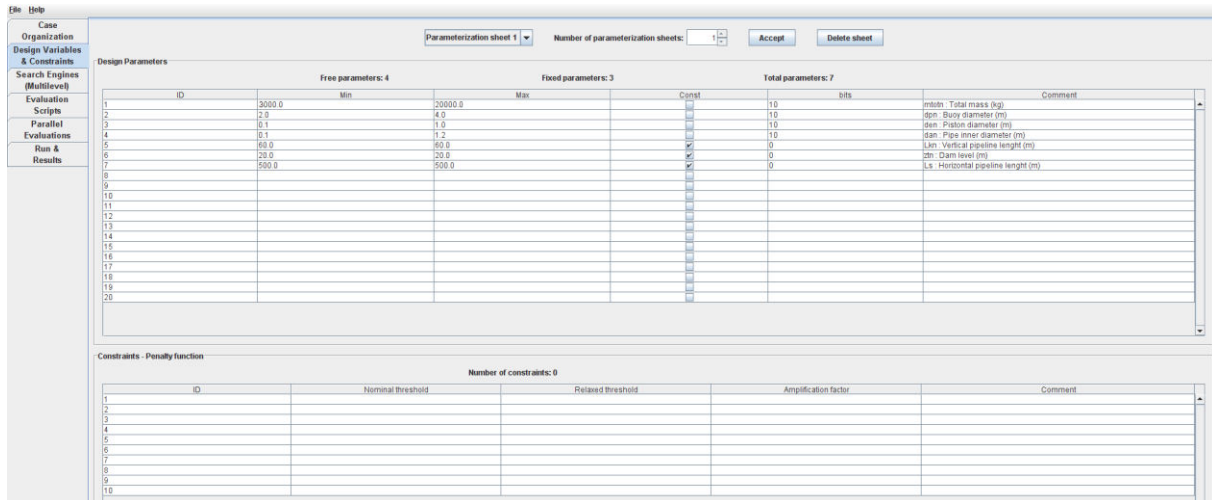 File Help
Case
Organization
Design Variables
& Constraints
Search Engines
(Multilevel)
Evaluation
Scripts
Parallel
Evaluations
Run &
Results
Parameterization sheet 1 Number of parameterization sheets: 1 Accept Delete sheet
Design Parameters
Free parameters: 4 Fixed parameters: 3 Total parameters: 7
ID Min Max Const bits Comment
1 3000.0 20000.0 10 mtotn : Total mass (kg)
2 2.0 4.0 10 dpn : Buoy diameter (m)
3 0.1 1.0 10 den : Piston diameter (m)
4 0.1 1.2 10 dan : Pipe inner diameter (m)
5 60.0 60.0 0 Lkn : Vertical pipeline lenght (m)
6 20.0 20.0 0 ztn : Dam level (m)
7 500.0 500.0 0 Ls : Horizontal pipeline lenght (m)
8
9
10
11
12
13
14
15
16
17
18
19
20
Constraints - Penalty function
Number of constraints: 0
ID Nominal threshold Relaxed threshold Amplification factor Comment
1
2
3
4
5
6
7
8
9
10